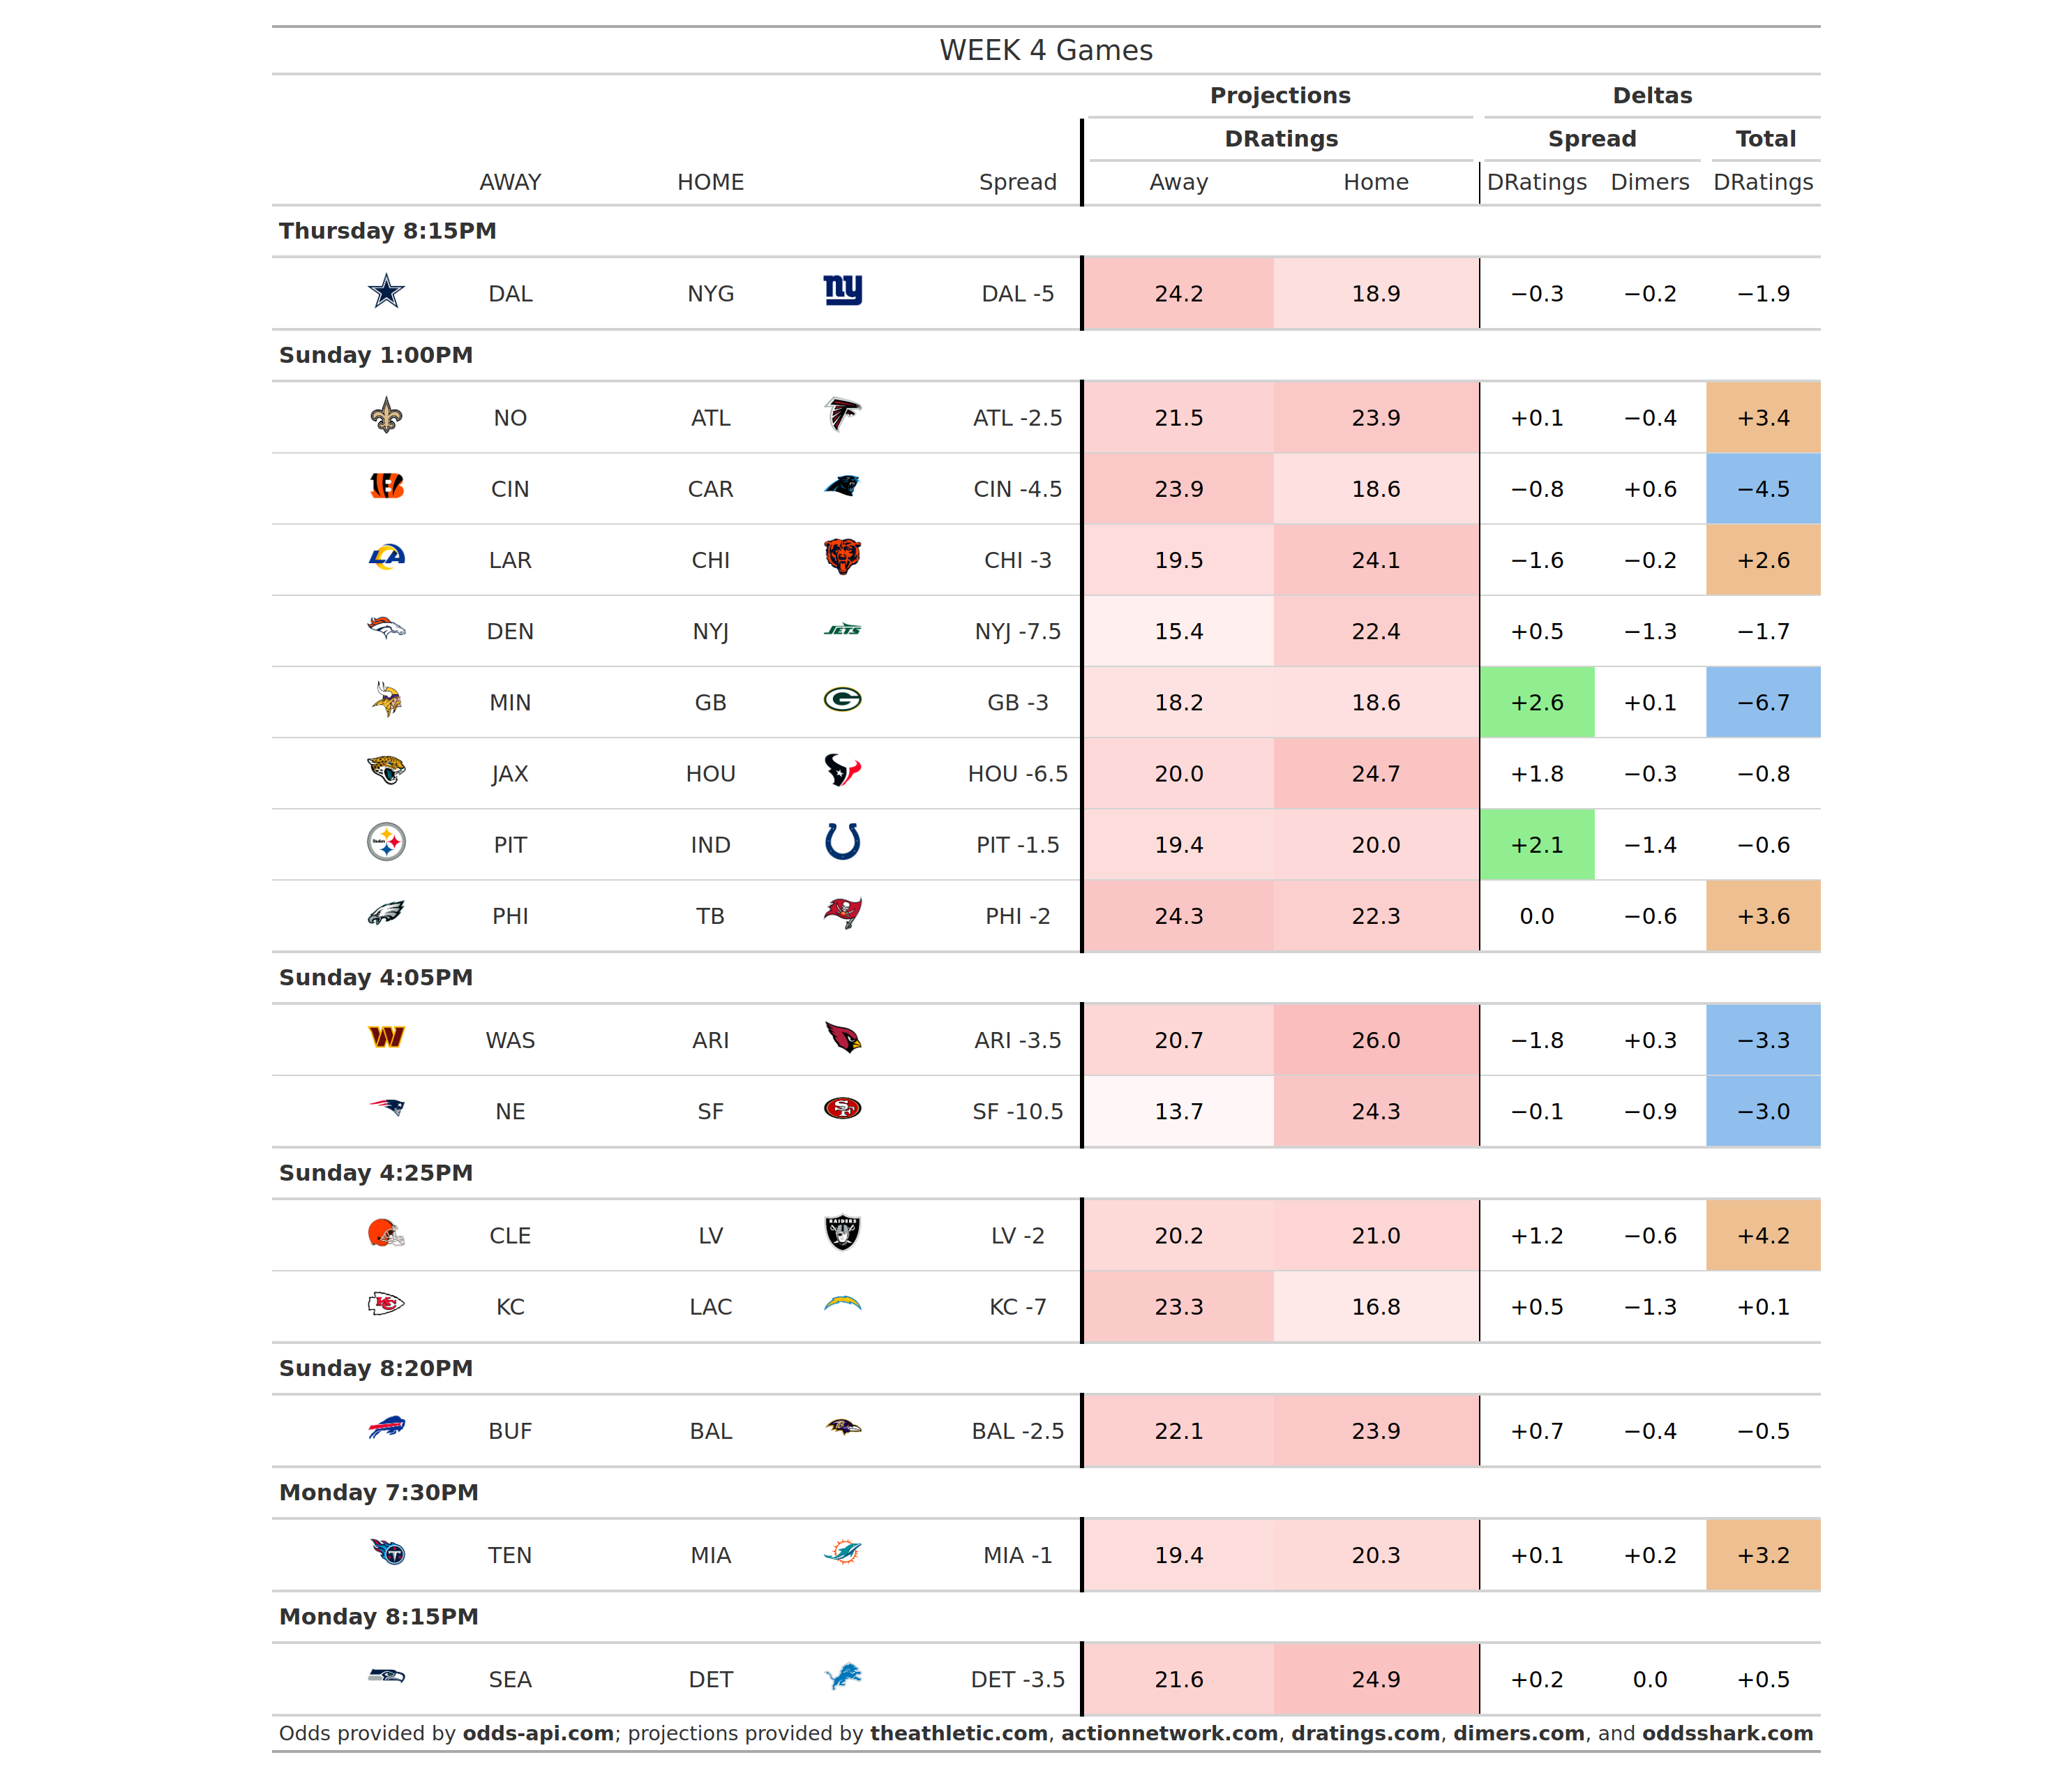 WEEK 4 Games
Projections Deltas
DRatings Spread Total
AWAY HOME Spread Away Home DRatings Dimers DRatings
Thursday 8:15PM
DAL NYG DAL -5 24.2 18.9 −0.3 −0.2 −1.9
Sunday 1:00PM
NO ATL ATL -2.5 21.5 23.9 +0.1 −0.4 +3.4
CIN CAR CIN -4.5 23.9 18.6 −0.8 +0.6 −4.5
LAR CHI CHI -3 19.5 24.1 −1.6 −0.2 +2.6
DEN NYJ NYJ -7.5 15.4 22.4 +0.5 −1.3 −1.7
MIN GB GB -3 18.2 18.6 +2.6 +0.1 −6.7
JAX HOU HOU -6.5 20.0 24.7 +1.8 −0.3 −0.8
PIT IND PIT -1.5 19.4 20.0 +2.1 −1.4 −0.6
PHI TB PHI -2 24.3 22.3 0.0 −0.6 +3.6
Sunday 4:05PM
WAS ARI ARI -3.5 20.7 26.0 −1.8 +0.3 −3.3
NE SF SF -10.5 13.7 24.3 −0.1 −0.9 −3.0
Sunday 4:25PM
CLE LV LV -2 20.2 21.0 +1.2 −0.6 +4.2
KC LAC KC -7 23.3 16.8 +0.5 −1.3 +0.1
Sunday 8:20PM
BUF BAL BAL -2.5 22.1 23.9 +0.7 −0.4 −0.5
Monday 7:30PM
TEN MIA MIA -1 19.4 20.3 +0.1 +0.2 +3.2
Monday 8:15PM
SEA DET DET -3.5 21.6 24.9 +0.2 0.0 +0.5
Odds provided by odds-api.com; projections provided by theathletic.com, actionnetwork.com, dratings.com, dimers.com, and oddsshark.com